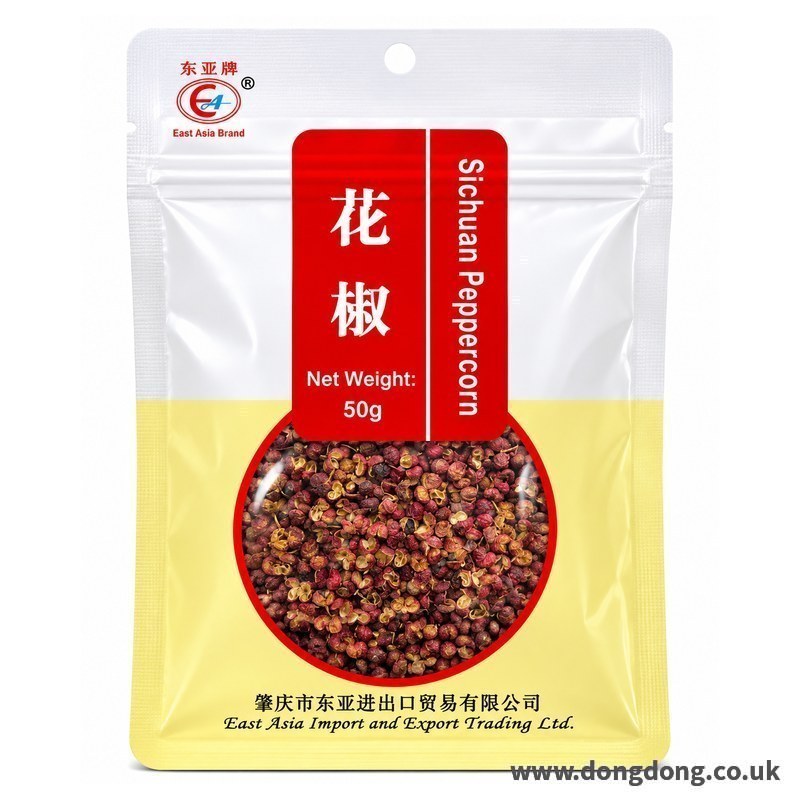 东亚牌
EA ®
East Asia Brand
花椒
Net Weight:
50g
Sichuan Peppercorn
肇庆市东亚进出口贸易有限公司
East Asia Import and Export Trading Ltd.
www.dongdong.co.uk